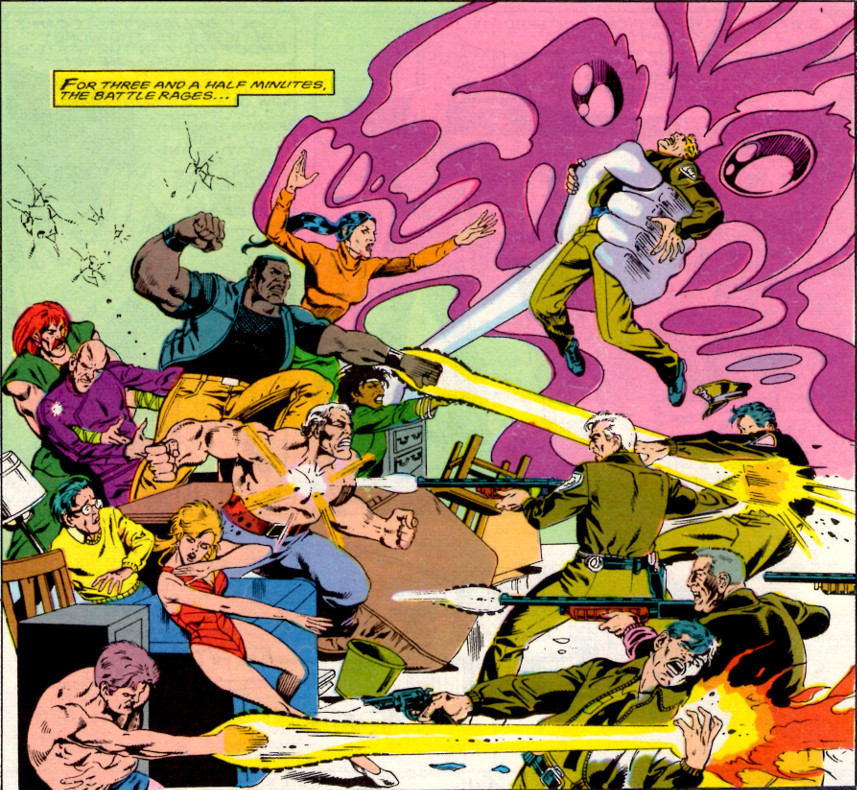 FOR THREE AND A HALF MINUTES,
THE BATTLE RAGES...